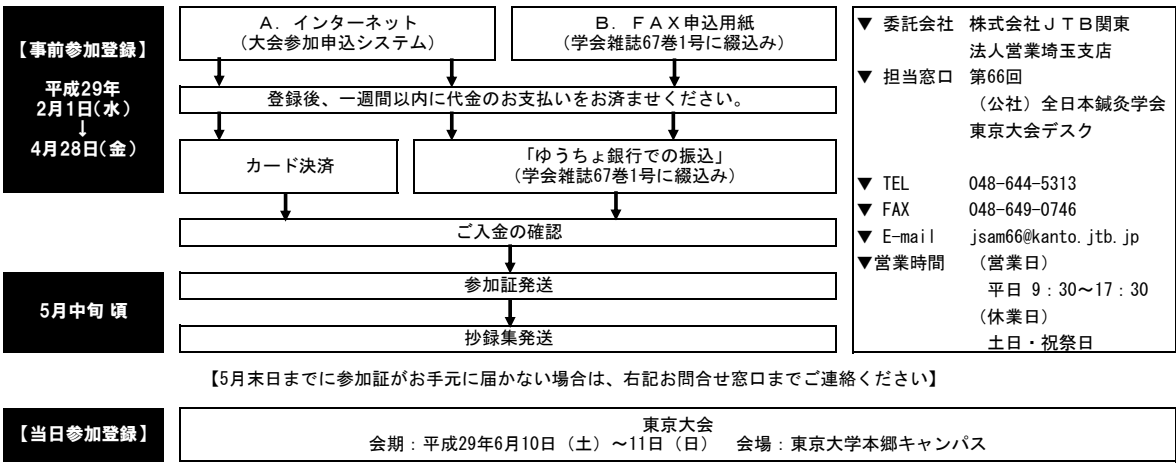 【事前参加登録】
平成29年
2月1日(水)
↓
4月28日(金)
A．インターネット
(大会参加申込システム)
B．ＦＡＸ申込用紙
(学会雑誌67巻1号に綴込み)
登録後、一週間以内に代金のお支払いをお済ませください。
カード決済
「ゆうちょ銀行での振込」
(学会雑誌67巻1号に綴込み)
ご入金の確認
5月中旬 頃
参加証発送
抄録集発送
▼ 委託会社 株式会社ＪＴＢ関東
法人営業埼玉支店
▼ 担当窓口 第66回
（公社）全日本鍼灸学会
東京大会デスク
▼ TEL 048-644-5313
▼ FAX 048-649-0746
▼ E-mail jsam66@kanto.jtb.jp
▼営業時間 （営業日）
平日 9：30～17：30
（休業日）
土日・祝祭日
【5月末日までに参加証がお手元に届かない場合は、右記お問合せ窓口までご連絡ください】
【当日参加登録】
東京大会
会期：平成29年6月10日（土）～11日（日） 会場：東京大学本郷キャンパス